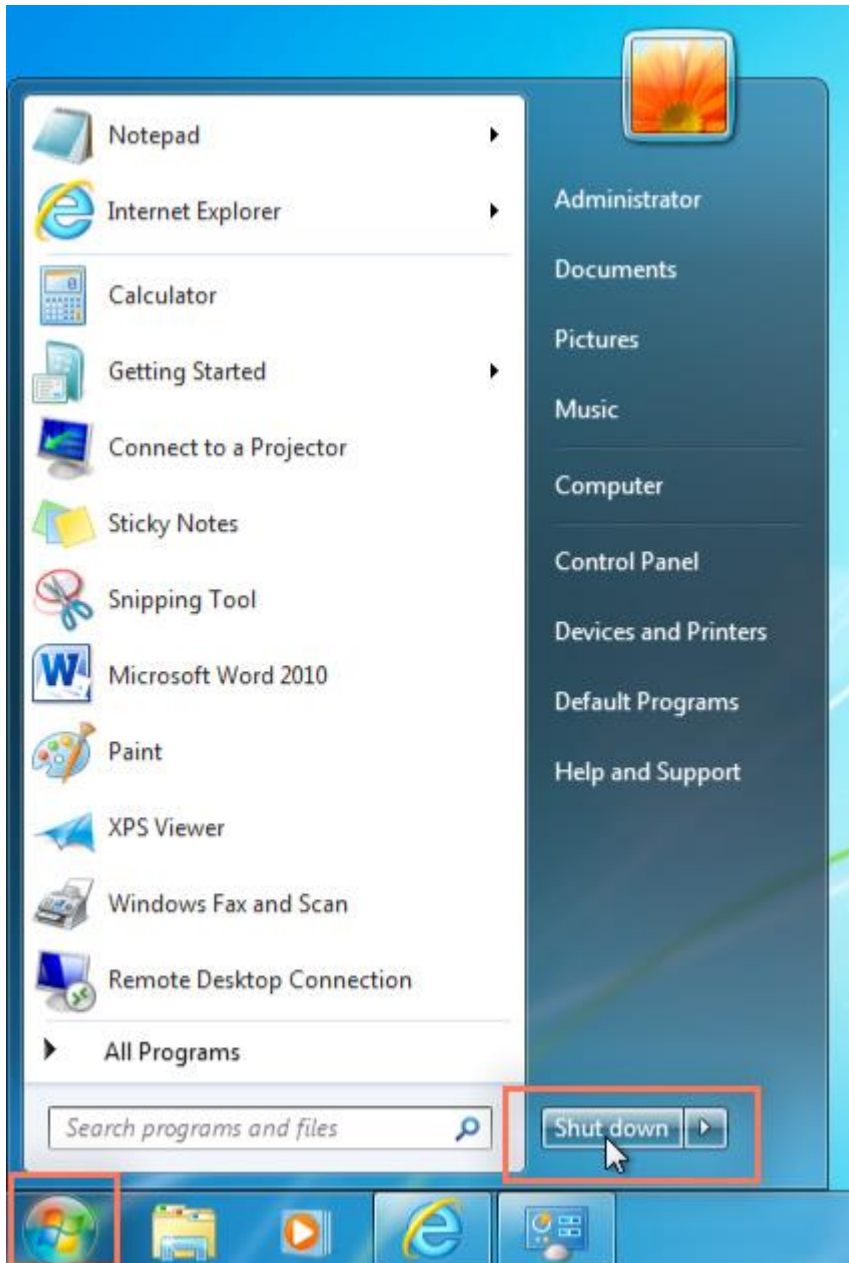 Notepad
Internet Explorer
Calculator
Getting Started
Connect to a Projector
Sticky Notes
Snipping Tool
Microsoft Word 2010
Paint
XPS Viewer
Windows Fax and Scan
Remote Desktop Connection
All Programs
Search programs and files
Administrator
Documents
Pictures
Music
Computer
Control Panel
Devices and Printers
Default Programs
Help and Support
Shut down